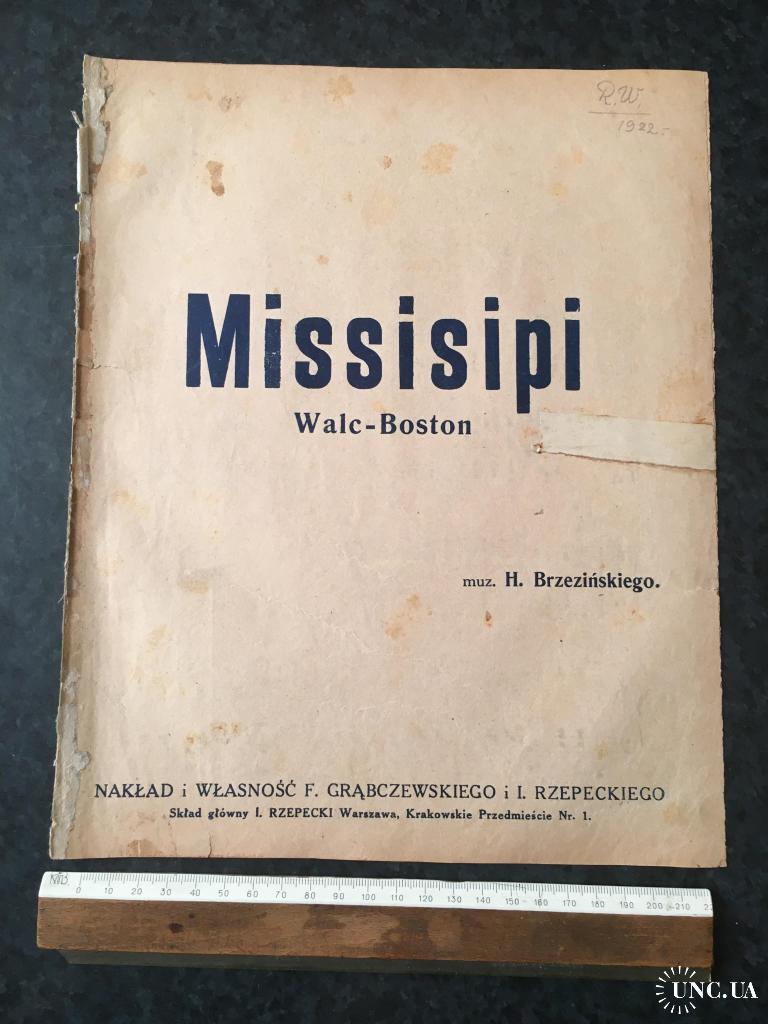 R.W.
1922.-
Missisipi
Walc-Boston
muz. H. Brzezińskiego.
NAKŁAD i WŁASNOŚĆ F. GRĄBCZEWSKIEGO i I. RZEPECKIEGO
Skład główny I. RZEPECKI Warszawa, Krakowskie Przedmieście Nr. 1.
0 10 20 30 40 50 60 70 80 90 100 110 120 130 140 150 160 170 180 190 200 210
UNC.UA